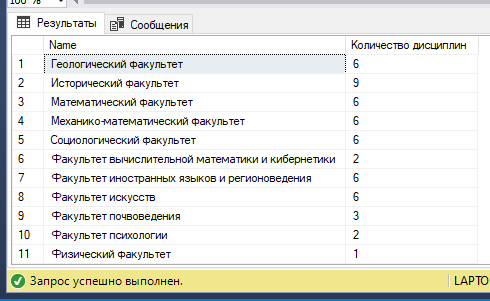 100 %
Результаты Сообщения
Name Количество дисциплин
1 Геологический факультет 6
2 Исторический факультет 9
3 Математический факультет 6
4 Механико-математический факультет 6
5 Социологический факультет 6
6 Факультет вычислительной математики и кибернетики 2
7 Факультет иностранных языков и регионоведения 6
8 Факультет искусств 6
9 Факультет почвоведения 3
10 Факультет психологии 2
11 Физический факультет 1
Запрос успешно выполнен. LAPTO